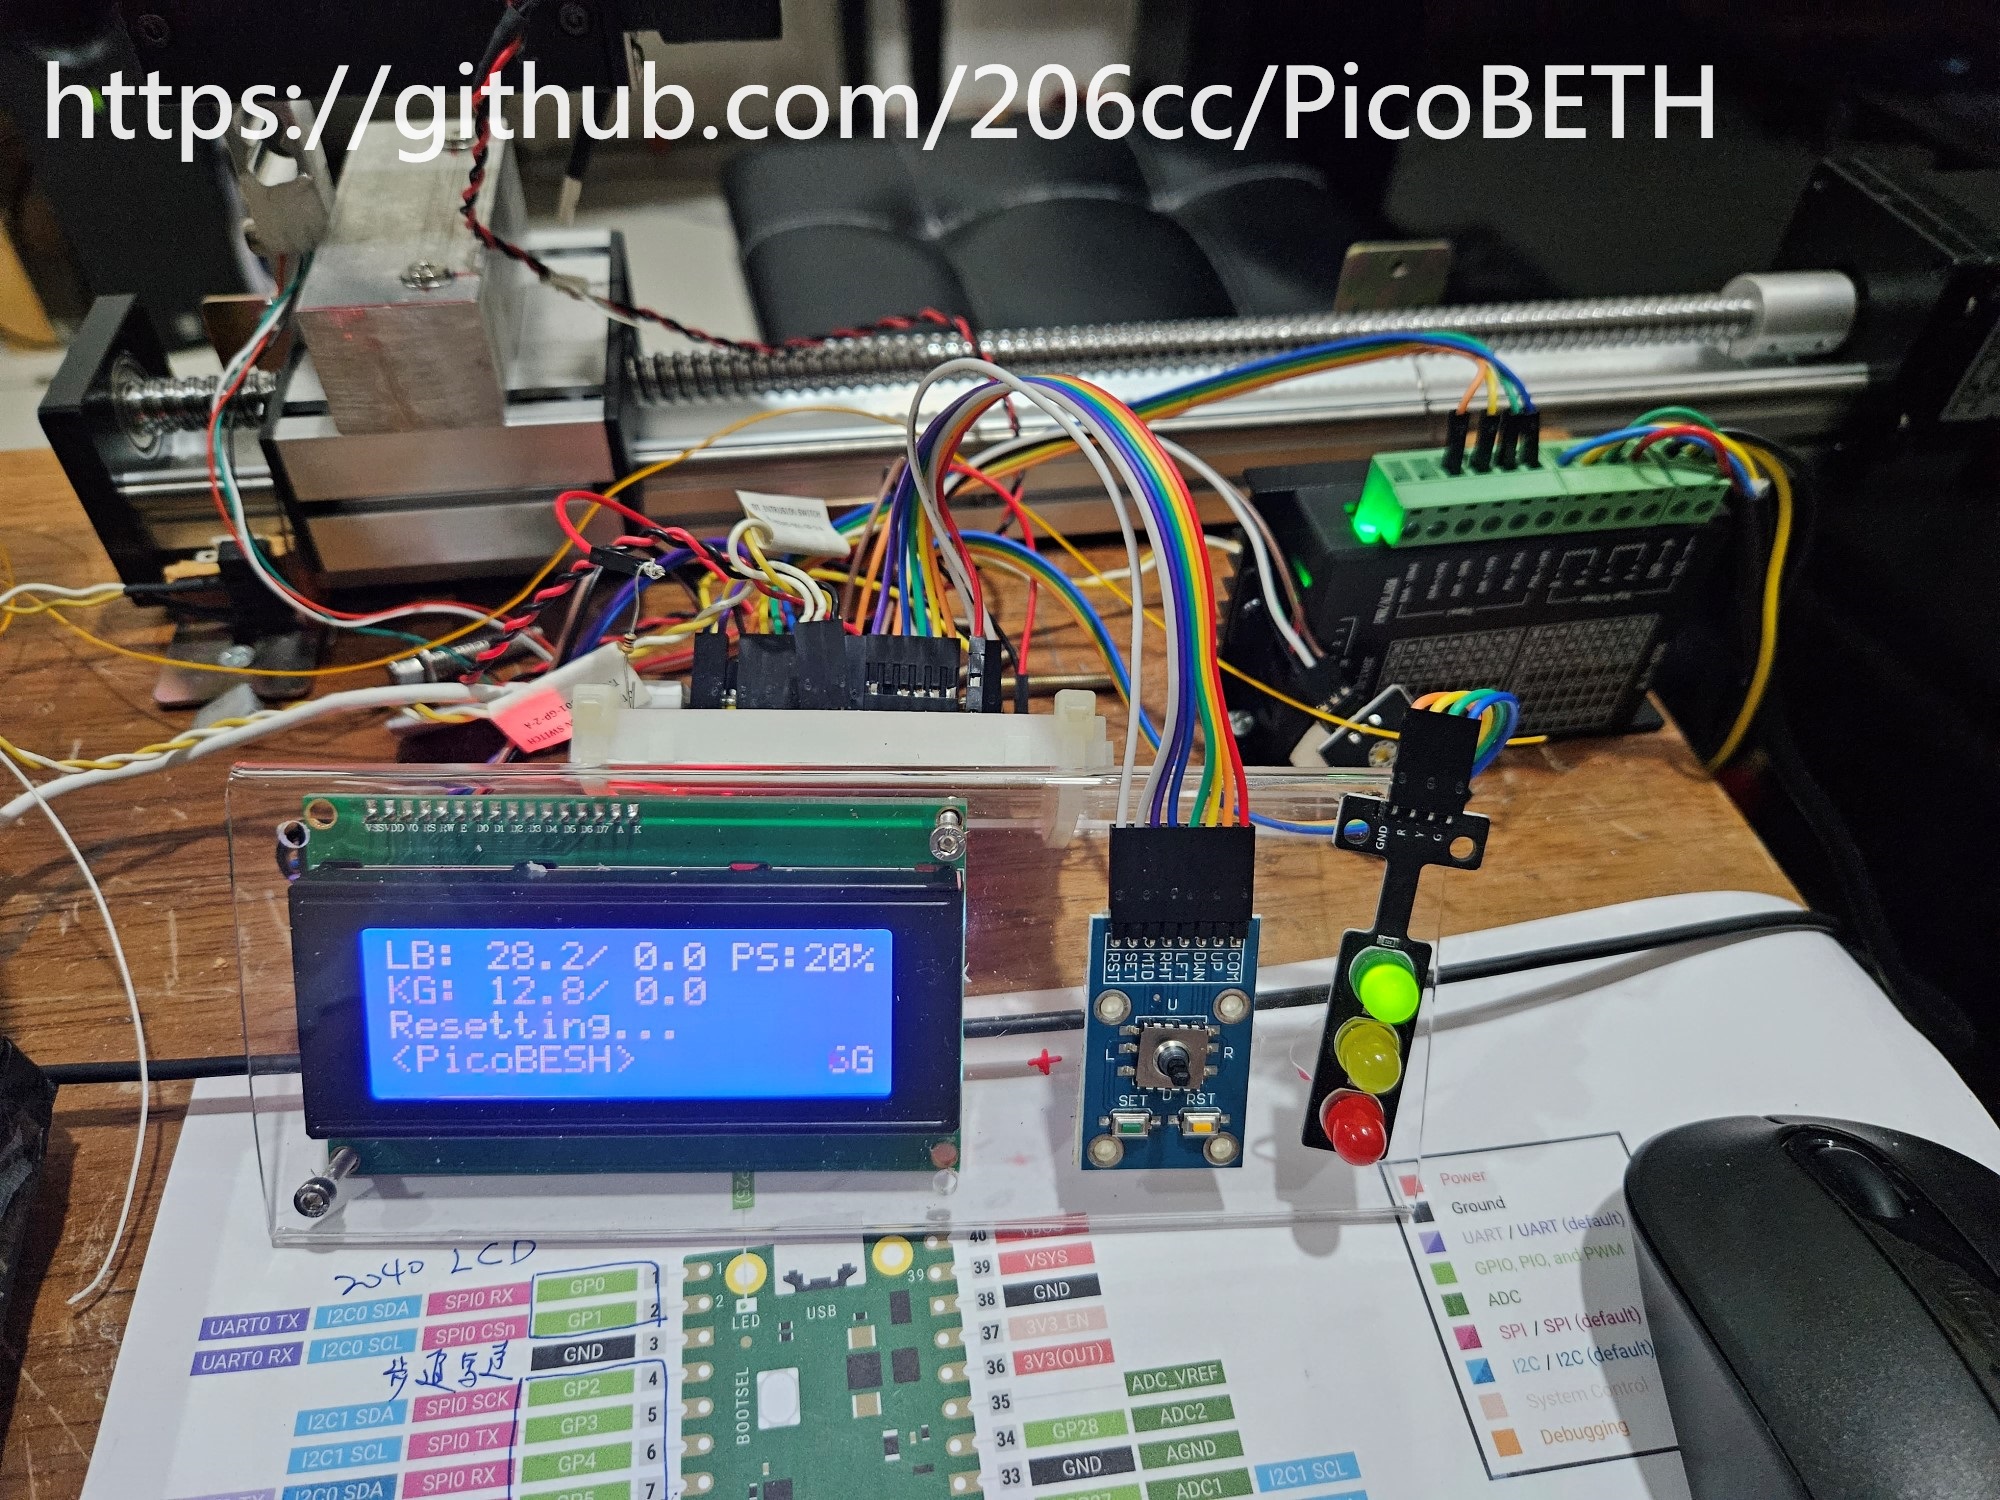 https://github.com/206cc/PicoBETH
VSS VDD VO RS RW E D0 D1 D2 D3 D4 D5 D6 D7 A K
LB: 28.2/ 0.0 PS:20%
KG: 12.8/ 0.0
Resetting...
<PicoBESH>
RST SET MID RHT LFT DWN UP COM
U
L R
D
SET RST
GND R Y G
Power
Ground
UART / UART (default)
GPIO, PIO, and PWM
ADC
SPI / SPI (default)
I2C / I2C (default)
System Control
Debugging
2040 LCD
UART0 TX I2C0 SDA SPI0 RX GP0 1
UART0 RX I2C0 SCL SPI0 CSn GP1 2
GND 3
I2C1 SDA SPI0 SCK GP2 4
I2C1 SCL SPI0 TX GP3 5
I2C0 SDA SPI0 RX GP4 6
7
1
2
39
LED
USB
BOOTSEL
40
39 VSYS
38 GND
37 3V3_EN
36 3V3(OUT)
35 ADC_VREF
34 GP28 ADC2
33 GND AGND
ADC1 I2C1 SCL